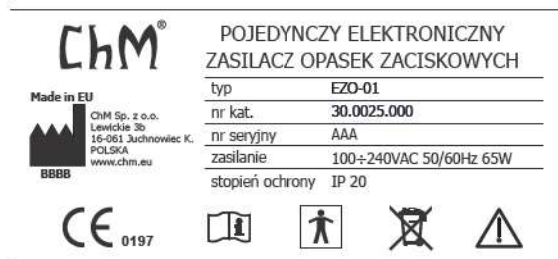 ChM®
POJEDYNCZY ELEKTRONICZNY
ZASILACZ OPASEK ZACISKOWYCH
typ EZO-01
nr kat. 30.0025.000
nr seryjny AAA
zasilanie 100÷240VAC 50/60Hz 65W
stopień ochrony IP 20
Made in EU
ChM Sp. z o.o.
Lewickie 3b
16-061 Juchnowiec K.
POLSKA
www.chm.eu
BBBB
CE 0197